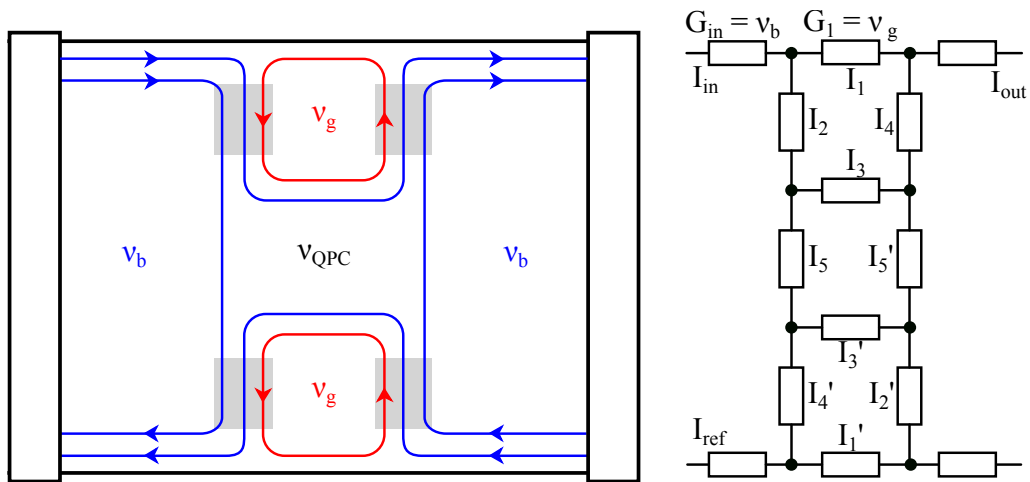 ν_g
ν_b
ν_QPC
ν_b
ν_g
G_in = ν_b
G_1 = ν_g
I_in
I_1
I_out
I_2
I_4
I_3
I_5
I_5'
I_3'
I_4'
I_2'
I_ref
I_1'